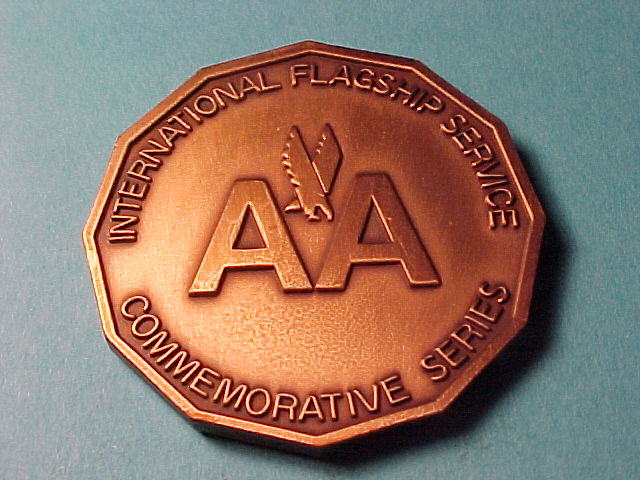 INTERNATIONAL FLAGSHIP SERVICE
AA
COMMEMORATIVE SERIES